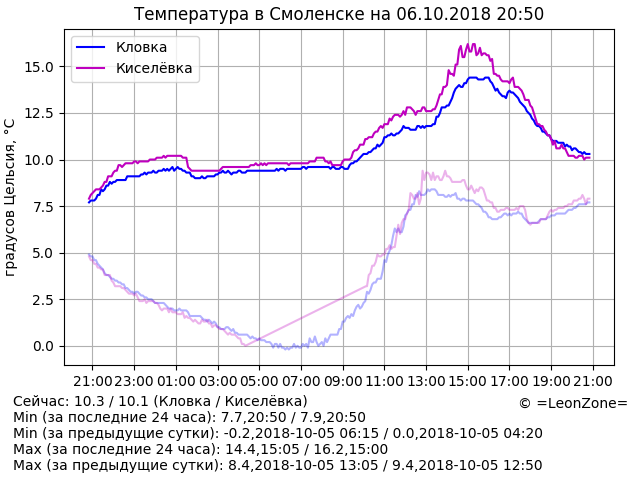 Температура в Смоленске на 06.10.2018 20:50
Кловка
Киселёвка
градусов Цельсия, °C
15.0
12.5
10.0
7.5
5.0
2.5
0.0
21:00 23:00 01:00 03:00 05:00 07:00 09:00 11:00 13:00 15:00 17:00 19:00 21:00
Сейчас: 10.3 / 10.1 (Кловка / Киселёвка)
© =LeonZone=
Min (за последние 24 часа): 7.7,20:50 / 7.9,20:50
Min (за предыдущие сутки): -0.2,2018-10-05 06:15 / 0.0,2018-10-05 04:20
Max (за последние 24 часа): 14.4,15:05 / 16.2,15:00
Max (за предыдущие сутки): 8.4,2018-10-05 13:05 / 9.4,2018-10-05 12:50